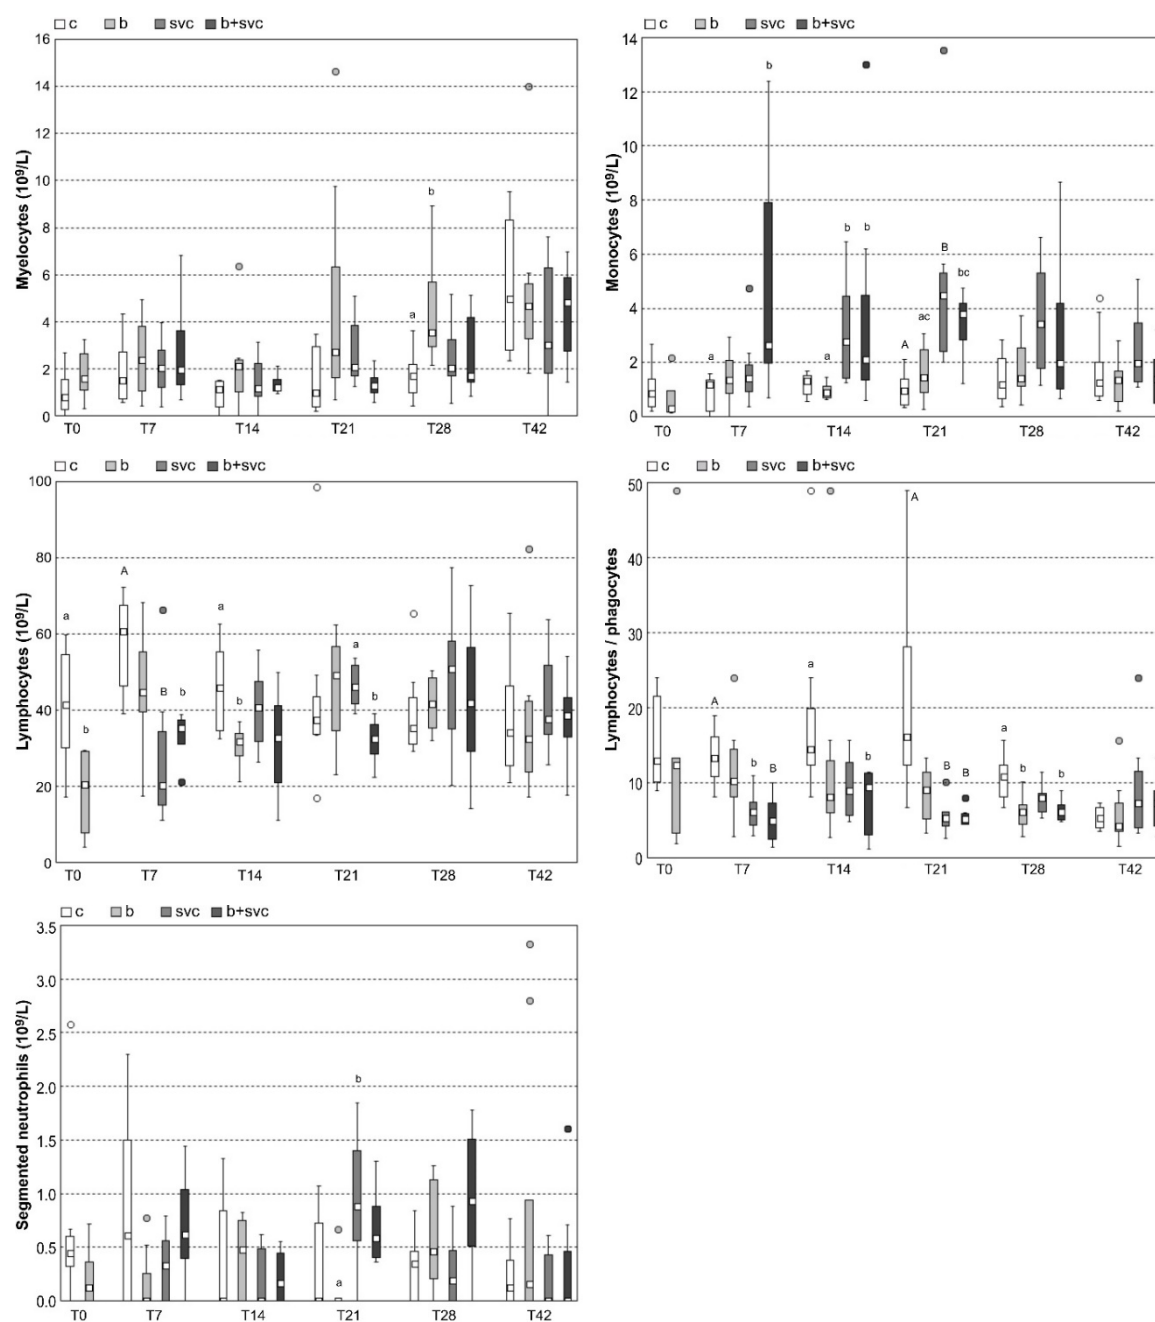 c b svc b+svc
16
14
12
10
8
6
4
2
0
Myelocytes (10⁹/L)
a b
T0 T7 T14 T21 T28 T42
c b svc b+svc
14
12
10
8
6
4
2
0
Monocytes (10⁹/L)
b
b b B
bc
ac
a a A
T0 T7 T14 T21 T28 T42
c b svc b+svc
100
80
60
40
20
0
Lymphocytes (10⁹/L)
A
a a
a
b B b b b
T0 T7 T14 T21 T28 T42
c b svc b+svc
50
40
30
20
10
0
Lymphocytes / phagocytes
A
a
A a
b B b B B b b
T0 T7 T14 T21 T28 T42
c b svc b+svc
3.5
3.0
2.5
2.0
1.5
1.0
0.5
0.0
Segmented neutrophils (10⁹/L)
b
a
T0 T7 T14 T21 T28 T42